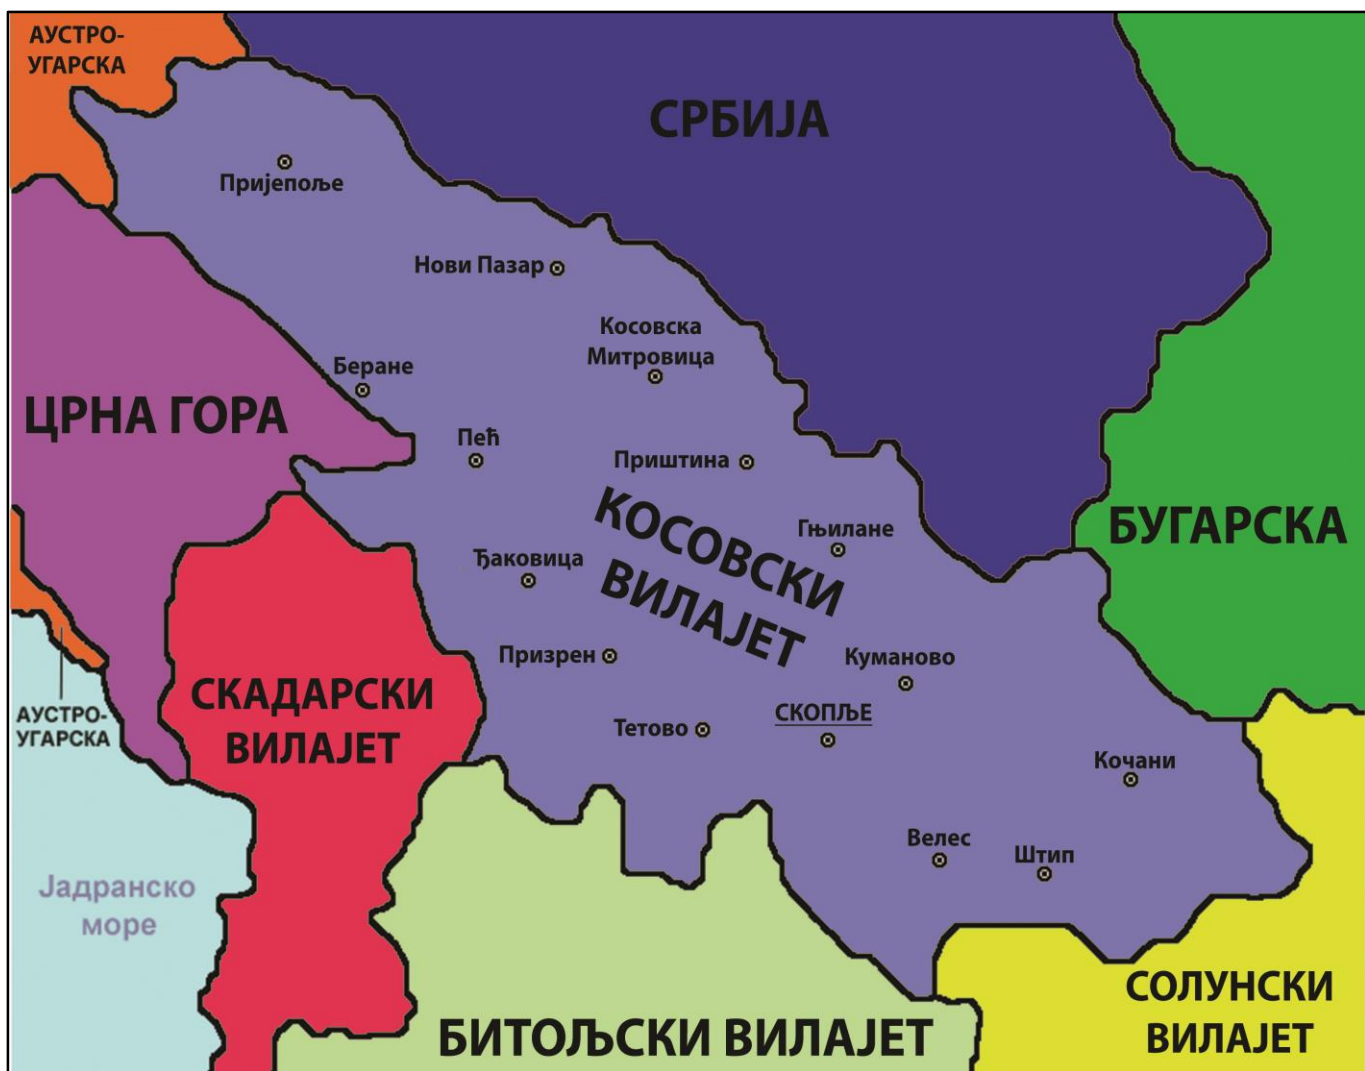 АУСТРО-
УГАРСКА
СРБИЈА
Пријепоље
Нови Пазар
Косовска
Митровица
Беране
ЦРНА ГОРА
Пећ
Приштина
КОСОВСКИ
ВИЛАЈЕТ
БУГАРСКА
Гњилане
Ђаковица
Призрен
Куманово
СКАДАРСКИ
ВИЛАЈЕТ
АУСТРО-
УГАРСКА
Тетово
СКОПЉЕ
Кочани
Велес
Штип
Јадранско
море
СОЛУНСКИ
ВИЛАЈЕТ
БИТОЉСКИ ВИЛАЈЕТ